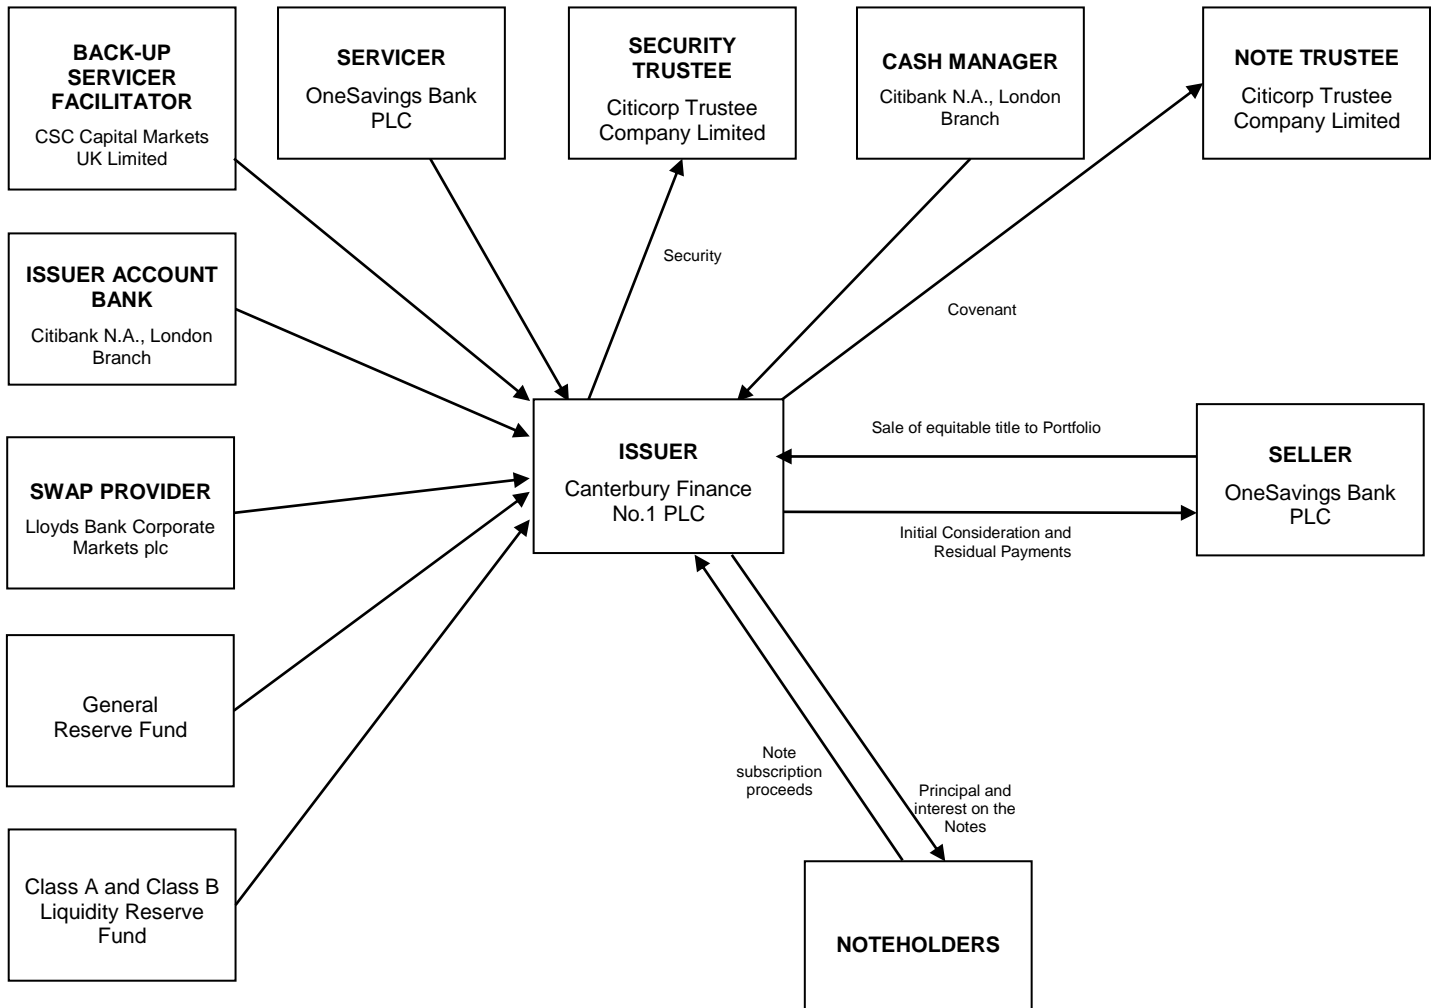 BACK-UP
SERVICER
FACILITATOR
CSC Capital Markets
UK Limited
SERVICER
OneSavings Bank
PLC
SECURITY
TRUSTEE
Citicorp Trustee
Company Limited
CASH MANAGER
Citibank N.A., London
Branch
NOTE TRUSTEE
Citicorp Trustee
Company Limited
Security
Covenant
ISSUER ACCOUNT
BANK
Citibank N.A., London
Branch
ISSUER
Canterbury Finance
No.1 PLC
Sale of equitable title to Portfolio
Initial Consideration and
Residual Payments
SELLER
OneSavings Bank
PLC
SWAP PROVIDER
Lloyds Bank Corporate
Markets plc
General
Reserve Fund
Note
subscription
proceeds
Principal and
interest on the
Notes
Class A and Class B
Liquidity Reserve
Fund
NOTEHOLDERS